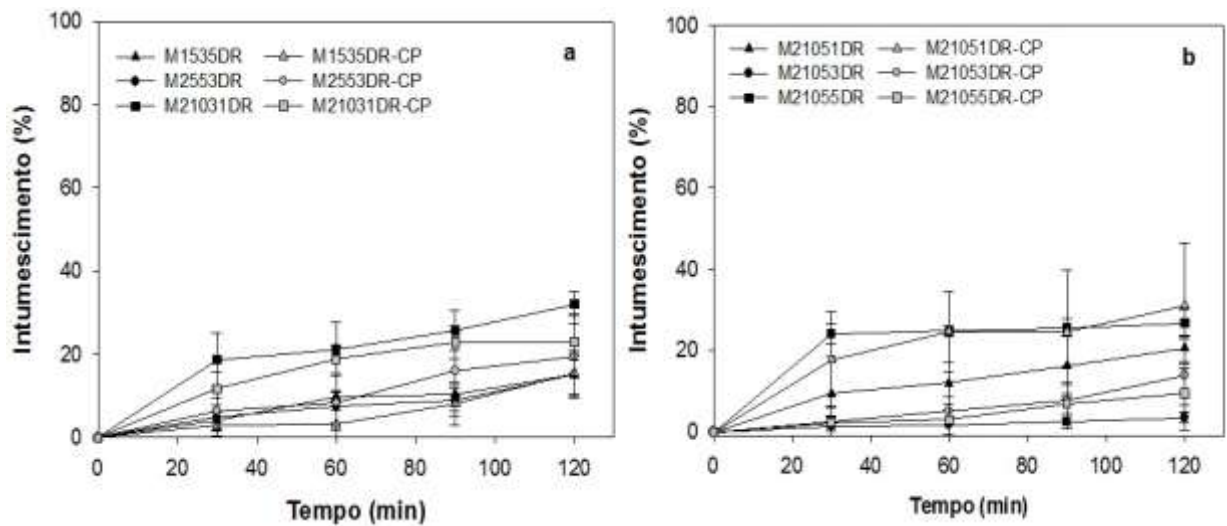 Intumescimento (%)
100
80
60
40
20
0
M1535DR M1535DR-CP
M2553DR M2553DR-CP
M21031DR M21031DR-CP
a
0 20 40 60 80 100 120
Tempo (min)
Intumescimento (%)
100
80
60
40
20
0
M21051DR M21051DR-CP
M21053DR M21053DR-CP
M21055DR M21055DR-CP
b
0 20 40 60 80 100 120
Tempo (min)